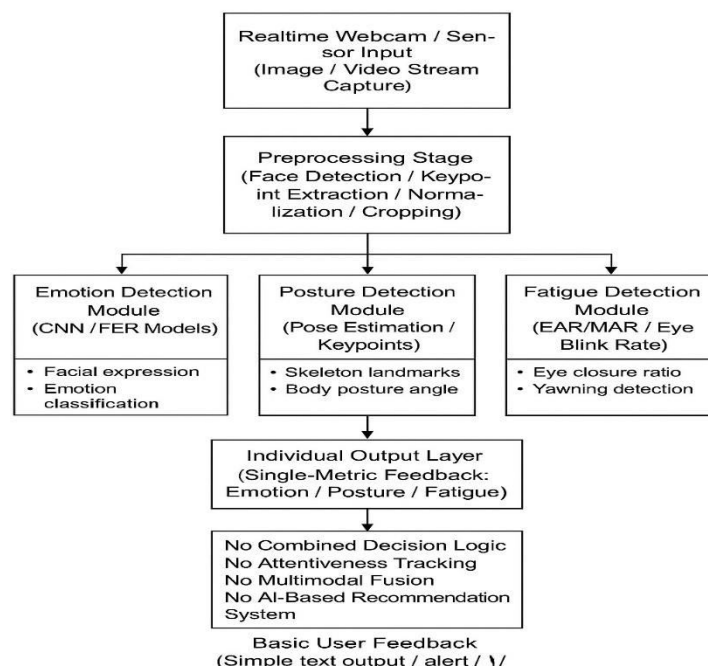 Realtime Webcam / Sen-
sor Input
(Image / Video Stream
Capture)
Preprocessing Stage
(Face Detection / Keypo-
int Extraction / Norma-
lization / Cropping)
Emotion Detection
Module
(CNN / FER Models)
• Facial expression
• Emotion
classification
Posture Detection
Module
(Pose Estimation /
Keypoints)
• Skeleton landmarks
• Body posture angle
Fatigue Detection
Module
(EAR/MAR / Eye
Blink Rate)
• Eye closure ratio
• Yawning detection
Individual Output Layer
(Single-Metric Feedback:
Emotion / Posture / Fatigue)
No Combined Decision Logic
No Attentiveness Tracking
No Multimodal Fusion
No AI-Based Recommendation
System
Basic User Feedback
(Simple text output / alert /